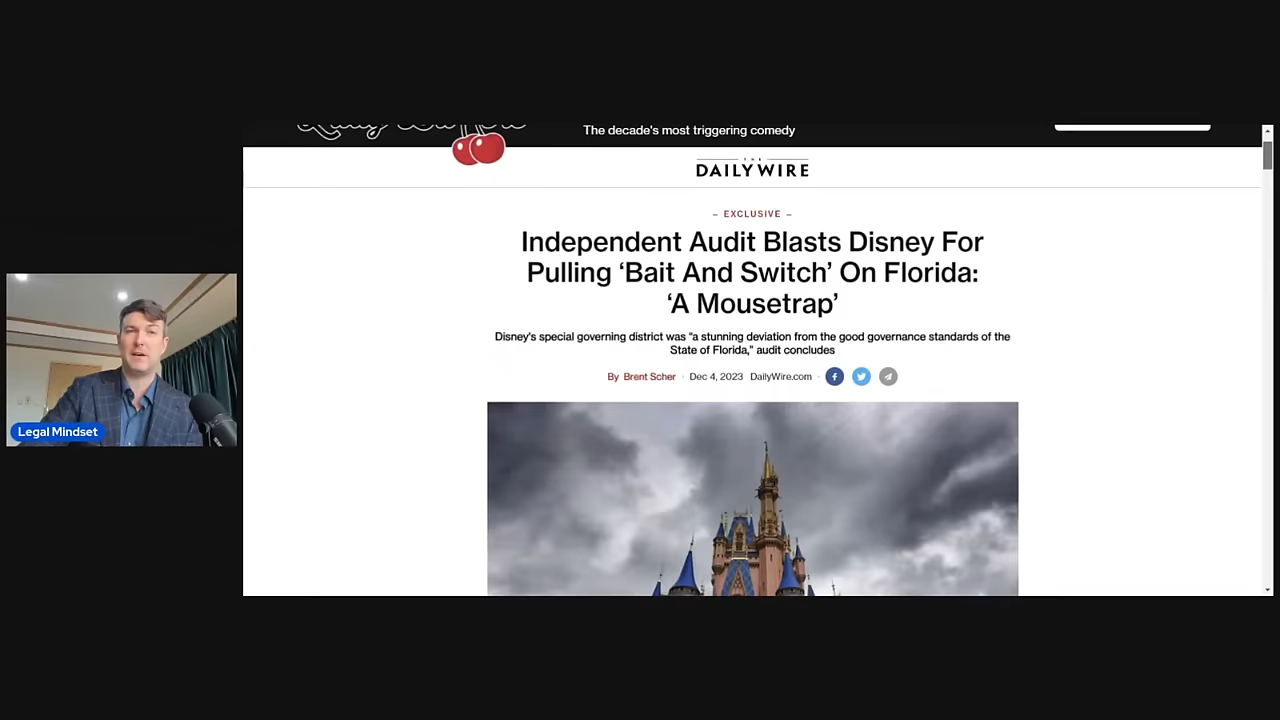 The decade's most triggering comedy
THE
DAILYWIRE
– EXCLUSIVE –
Independent Audit Blasts Disney For
Pulling ‘Bait And Switch’ On Florida:
‘A Mousetrap’
Disney's special governing district was "a stunning deviation from the good governance standards of the
State of Florida," audit concludes
By Brent Scher · Dec 4, 2023 DailyWire.com ·
Legal Mindset